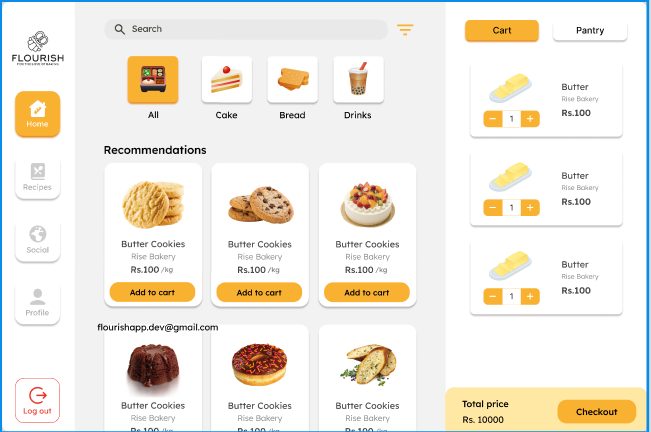 FLOURISH
Home
Recipes
Social
Profile
Log out
Search
All
Cake
Bread
Drinks
Recommendations
Butter Cookies
Rise Bakery
Rs.100 /kg
Add to cart
Butter Cookies
Rise Bakery
Rs.100 /kg
Add to cart
Butter Cookies
Rise Bakery
Rs.100 /kg
Add to cart
flourishapp.dev@gmail.com
Butter Cookies
Rise Bakery
Rs.100 /kg
Butter Cookies
Rise Bakery
Rs.100 /kg
Butter Cookies
Rise Bakery
Rs.100 /kg
Cart
Pantry
Butter
Rise Bakery
Rs.100
1
Butter
Rise Bakery
Rs.100
1
Butter
Rise Bakery
Rs.100
1
Total price
Rs. 10000
Checkout